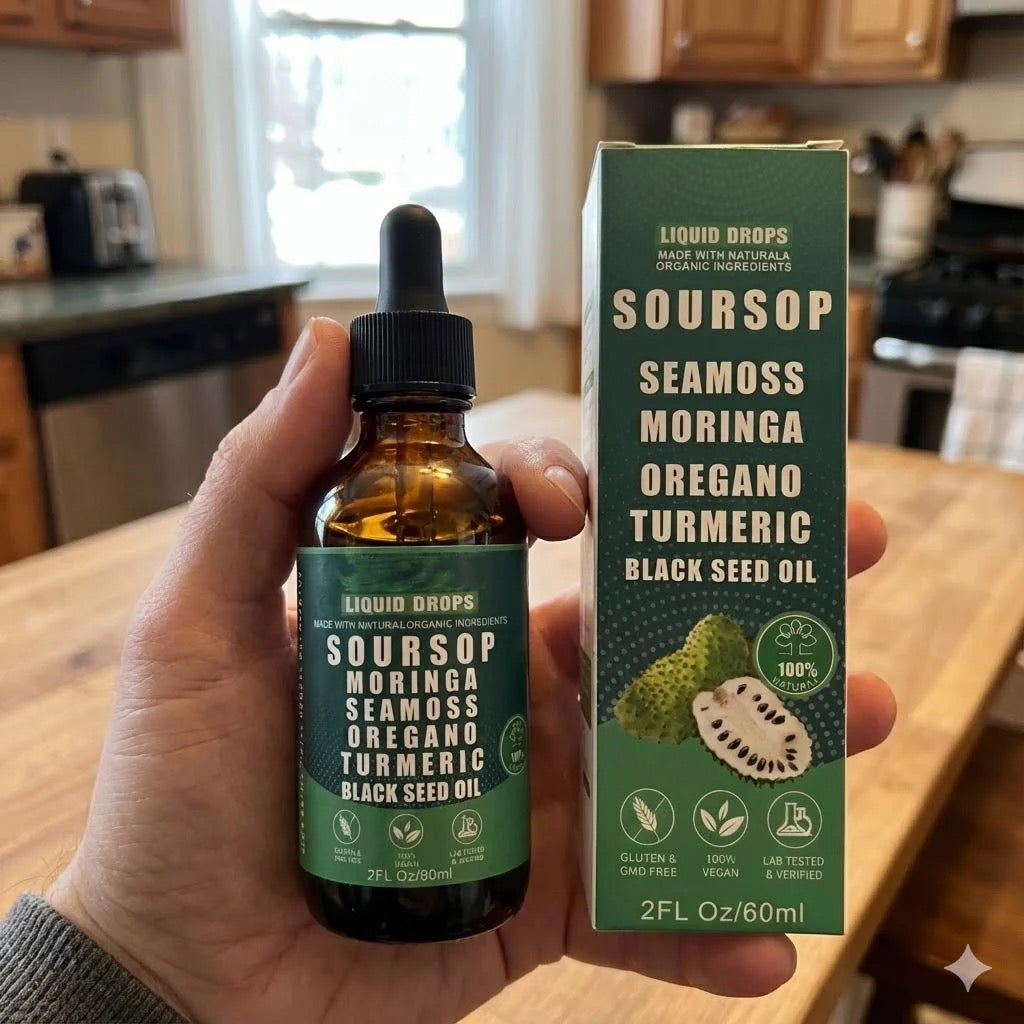 LIQUID DROPS
MADE WITH NATURALORGANIC INGREDIENTS
SOURSOP
MORINGA
SEAMOSS
OREGANO
TURMERIC
BLACK SEED OIL
2FL Oz/80ml
LIQUID DROPS
MADE WITH NATURALA
ORGANIC INGREDIENTS
SOURSOP
SEAMOSS
MORINGA
OREGANO
TURMERIC
BLACK SEED OIL
100%
NATURAL
GLUTEN &
GMD FREE
100W
VEGAN
LAB TESTED
& VERIFIED
2FL Oz/60ml